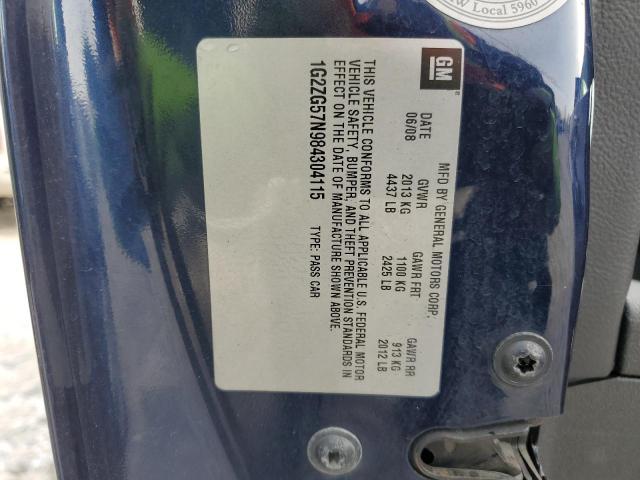 W Local 5960
GM
MFD BY GENERAL MOTORS CORP.
DATE GVWR GAWR FRT GAWR RR
06/08 2013 KG 1100 KG 913 KG
4437 LB 2425 LB 2012 LB
THIS VEHICLE CONFORMS TO ALL APPLICABLE U.S. FEDERAL MOTOR
VEHICLE SAFETY, BUMPER, AND THEFT PREVENTION STANDARDS IN
EFFECT ON THE DATE OF MANUFACTURE SHOWN ABOVE.
1G2ZG57N984304115 TYPE: PASS CAR